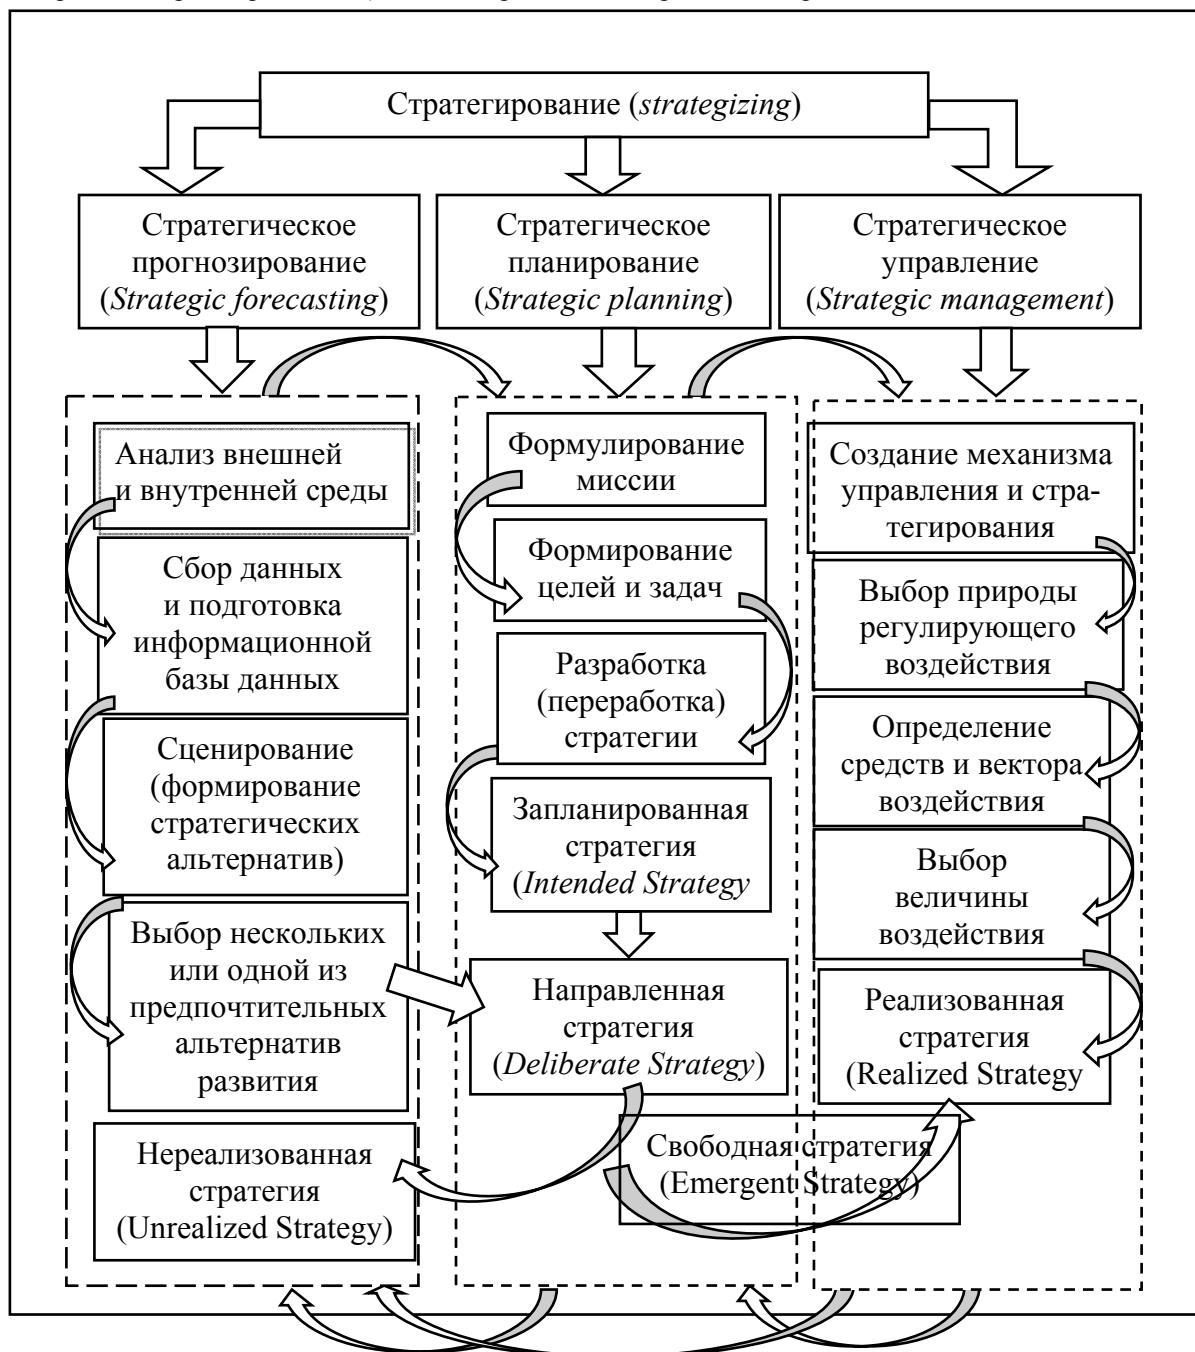 Стратегирование (strategizing)
Стратегическое
прогнозирование
(Strategic forecasting)
Стратегическое
планирование
(Strategic planning)
Стратегическое
управление
(Strategic management)
Анализ внешней
и внутренней среды
Сбор данных
и подготовка
информационной
базы данных
Сценирование
(формирование
стратегических
альтернатив)
Выбор нескольких
или одной из
предпочтительных
альтернатив
развития
Нереализованная
стратегия
(Unrealized Strategy)
Формулирование
миссии
Формирование
целей и задач
Разработка
(переработка)
стратегии
Запланированная
стратегия
(Intended Strategy
Направленная
стратегия
(Deliberate Strategy)
Свободная стратегия
(Emergent Strategy)
Создание механизма
управления и стра-
тегирования
Выбор природы
регулирующего
воздействия
Определение
средств и вектора
воздействия
Выбор
величины
воздействия
Реализованная
стратегия
(Realized Strategy